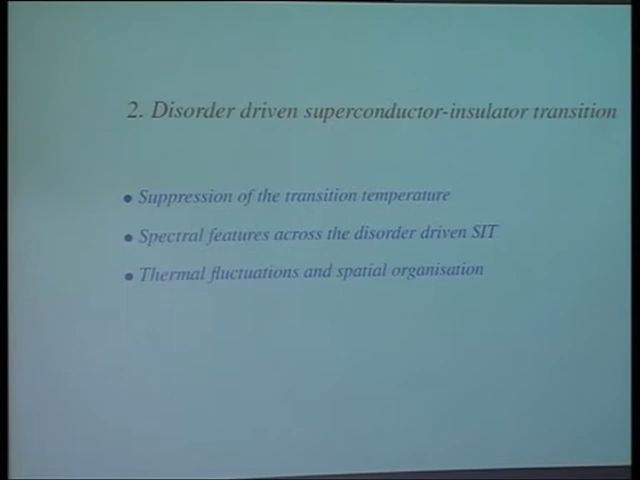 2. Disorder driven superconductor-insulator transition
• Suppression of the transition temperature
• Spectral features across the disorder driven SIT
• Thermal fluctuations and spatial organisation